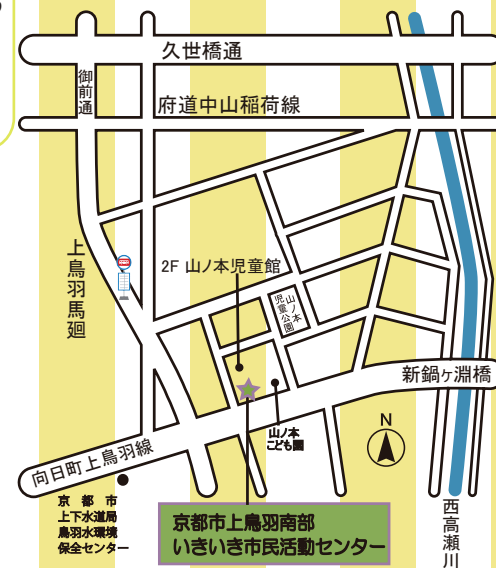 久世橋通
御前通
府道中山稲荷線
上鳥羽馬廻
2F 山ノ本児童館
山ノ本
児童公園
新鍋ヶ淵橋
山ノ本
こども園
N
向日町上鳥羽線
京都市
上下水道局
鳥羽水環境
保全センター
京都市上鳥羽南部
いきいき市民活動センター
西高瀬川